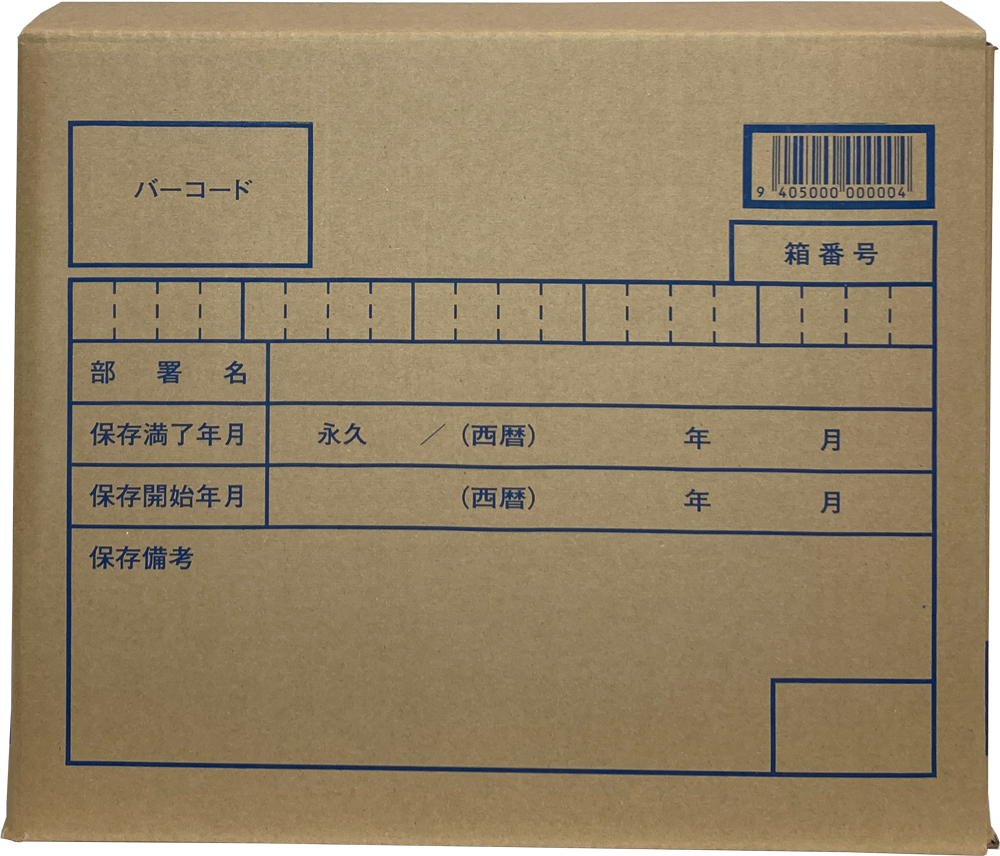 バーコード
9 405000 000004
箱番号
部署名
保存満了年月 永久 ／ (西暦) 年 月
保存開始年月 (西暦) 年 月
保存備考